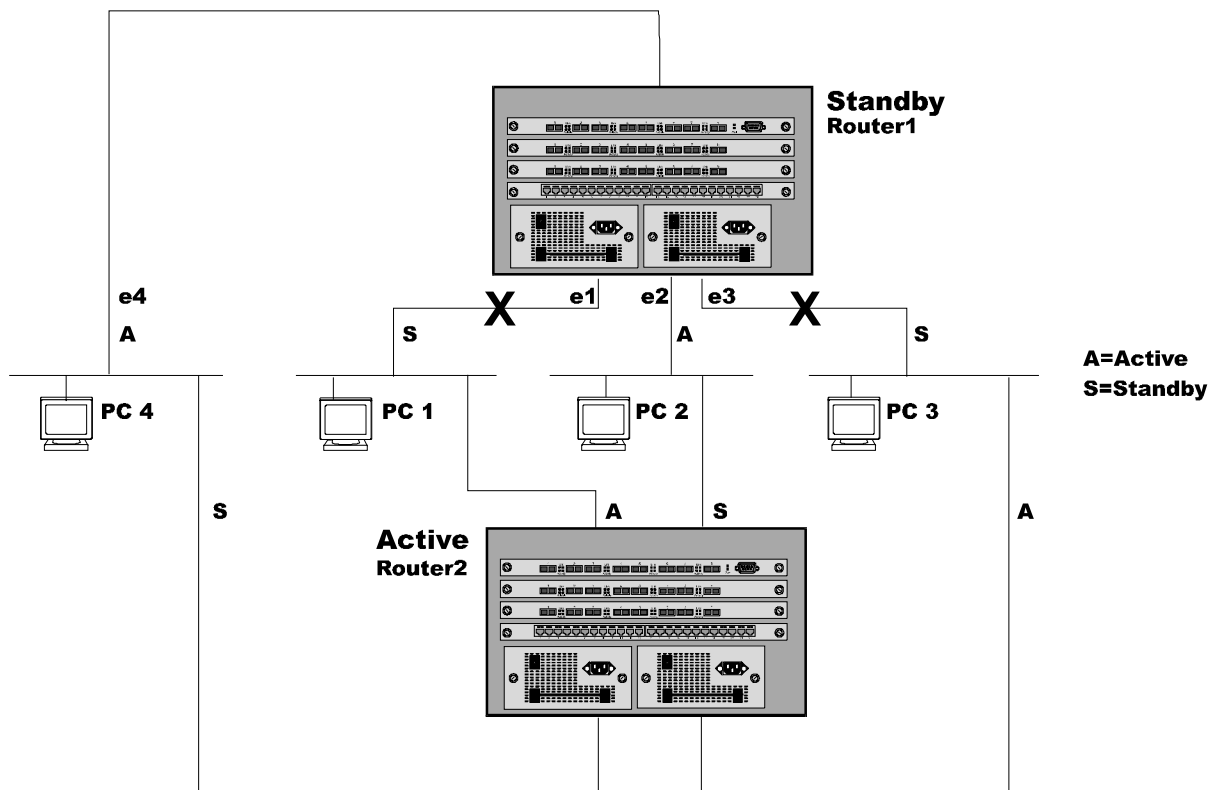 Standby
Router1
e4
e1
e2
e3
A
S
A
S
A=Active
S=Standby
PC 4
PC 1
PC 2
PC 3
S
A
S
A
Active
Router2